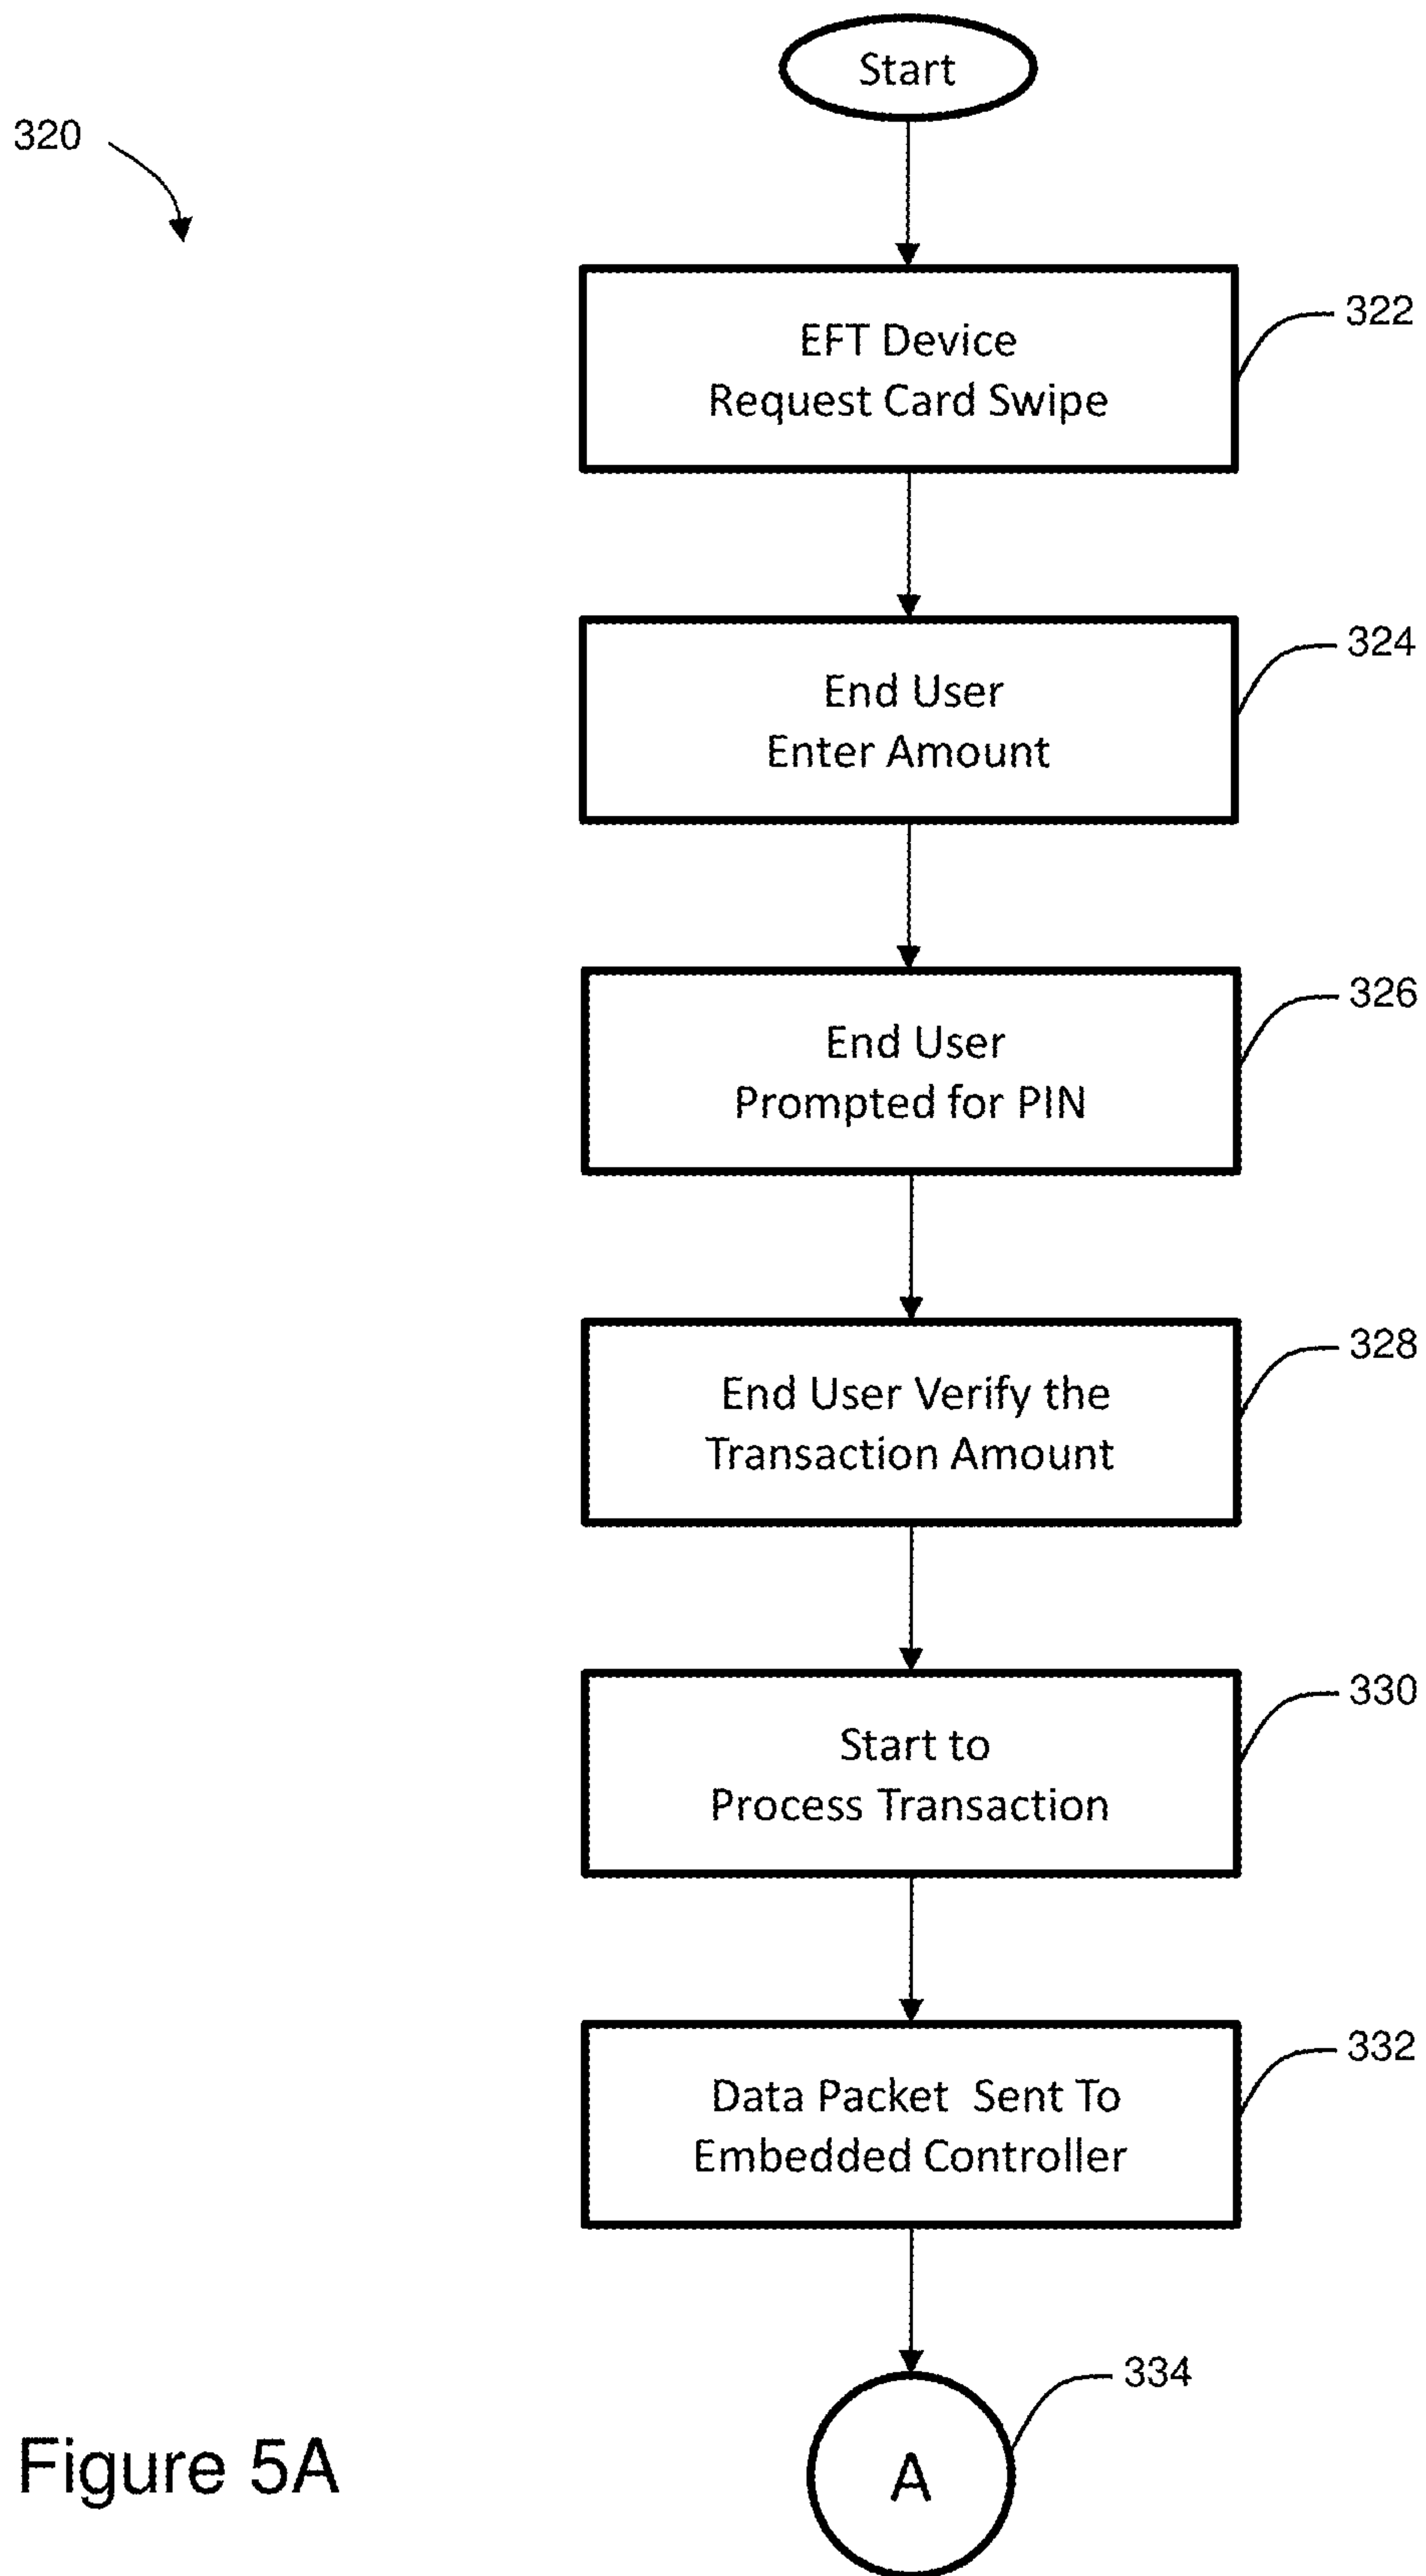 Start
320
EFT Device
Request Card Swipe
322
End User
Enter Amount
324
End User
Prompted for PIN
326
End User Verify the
Transaction Amount
328
Start to
Process Transaction
330
Data Packet  Sent To
Embedded Controller
332
334
A
Figure 5A